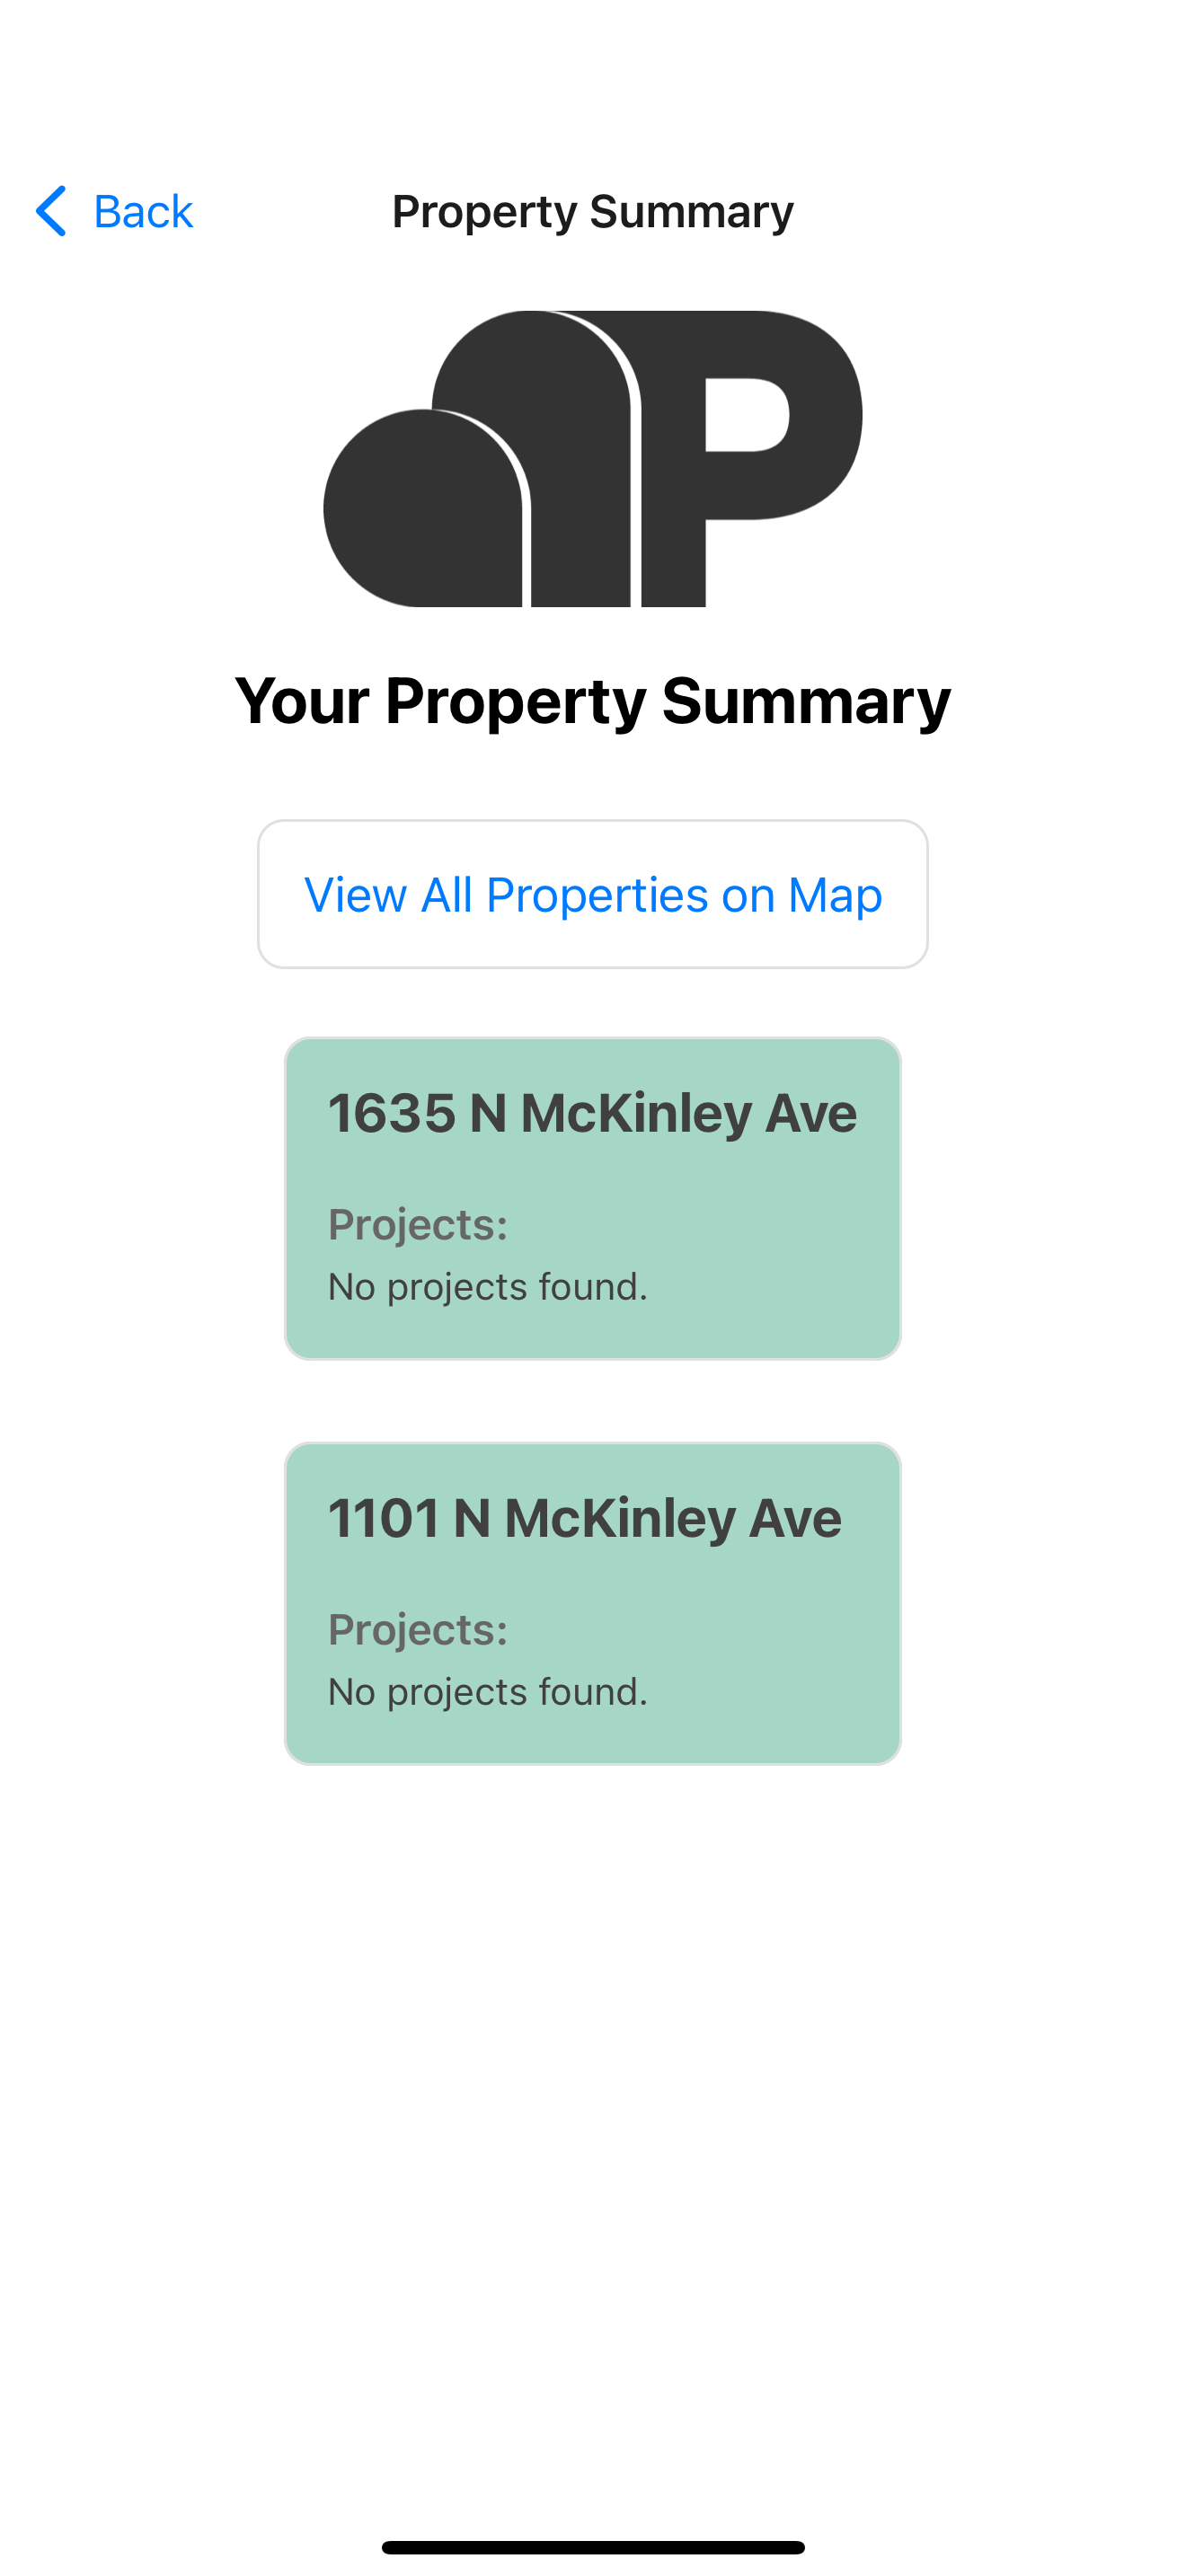 Back
Property Summary
P
Your Property Summary
View All Properties on Map
1635 N McKinley Ave
Projects:
No projects found.
1101 N McKinley Ave
Projects:
No projects found.